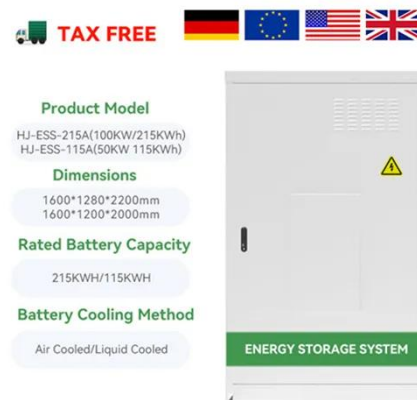 TAX FREE
Product Model
HJ-ESS-215A(100KW/215KWh)
HJ-ESS-115A(50KW 115KWh)
Dimensions
1600*1280*2200mm
1600*1200*2000mm
Rated Battery Capacity
215KWH/115KWH
Battery Cooling Method
Air Cooled/Liquid Cooled
ENERGY STORAGE SYSTEM